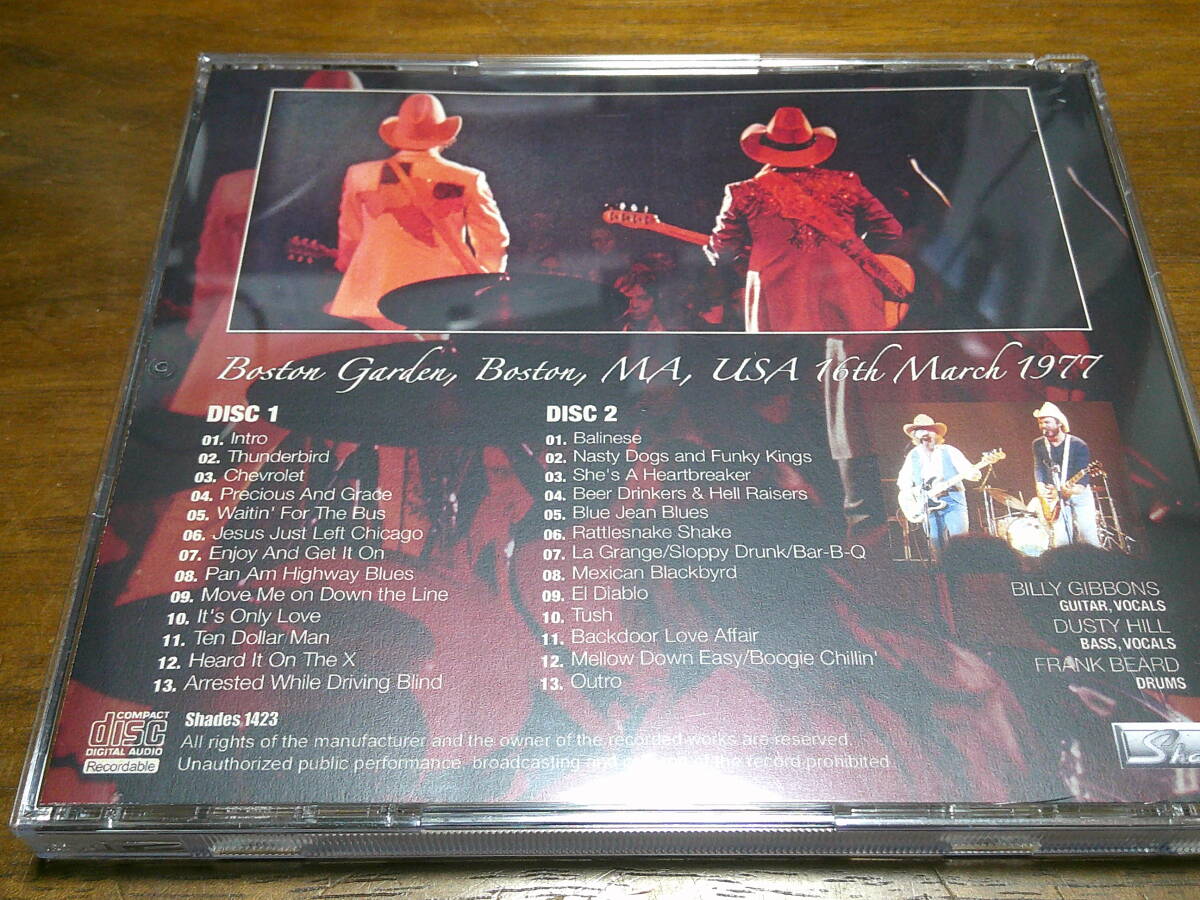 Boston Garden, Boston, MA, USA 16th March 1977
DISC 1
01. Intro
02. Thunderbird
03. Chevrolet
04. Precious And Grace
05. Waitin' For The Bus
06. Jesus Just Left Chicago
07. Enjoy And Get It On
08. Pan Am Highway Blues
09. Move Me on Down the Line
10. It's Only Love
11. Ten Dollar Man
12. Heard It On The X
13. Arrested While Driving Blind
DISC 2
01. Balinese
02. Nasty Dogs and Funky Kings
03. She's A Heartbreaker
04. Beer Drinkers & Hell Raisers
05. Blue Jean Blues
06. Rattlesnake Shake
07. La Grange/Sloppy Drunk/Bar-B-Q
08. Mexican Blackbyrd
09. El Diablo
10. Tush
11. Backdoor Love Affair
12. Mellow Down Easy/Boogie Chillin'
13. Outro
BILLY GIBBONS
GUITAR, VOCALS
DUSTY HILL
BASS, VOCALS
FRANK BEARD
DRUMS
COMPACT
disc
DIGITAL AUDIO
Recordable
Shades 1423
All rights of the manufacturer and the owner of the recorded works are reserved.
Unauthorized public performance, broadcasting and of the record prohibited.
Sha